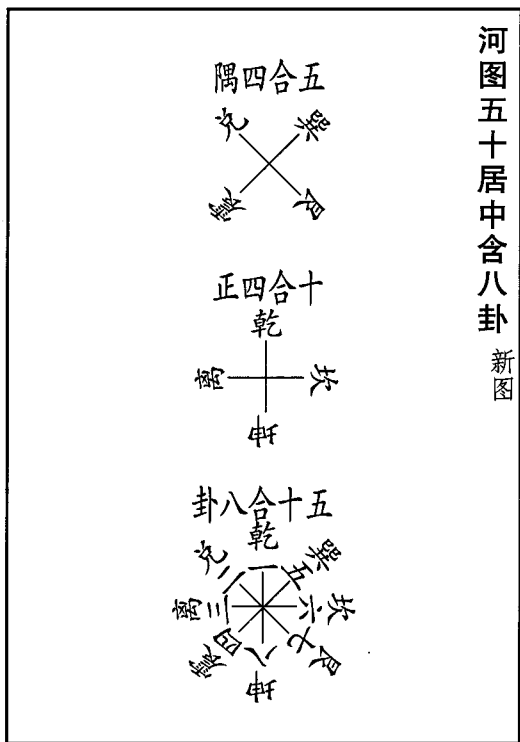 河图五十居中含八卦
新图
五合四隅
兑 巽
震 艮
十合四正
乾
离 坎
坤
五十合八卦
乾
兑 巽
二 一 五
离 三 六 坎
四 八 七
震 艮
坤